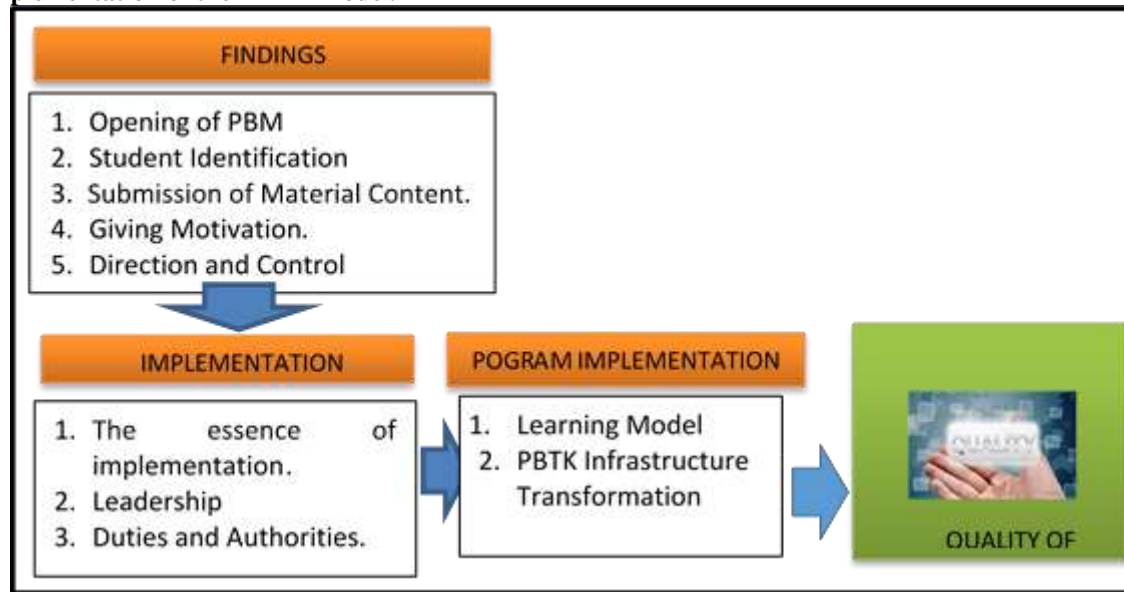 FINDINGS
1. Opening of PBM
2. Student Identification
3. Submission of Material Content.
4. Giving Motivation.
5. Direction and Control
IMPLEMENTATION
1. The essence of
implementation.
2. Leadership
3. Duties and Authorities.
POGRAM IMPLEMENTATION
1. Learning Model
2. PBTK Infrastructure
Transformation
QUALITY
QUALITY OF